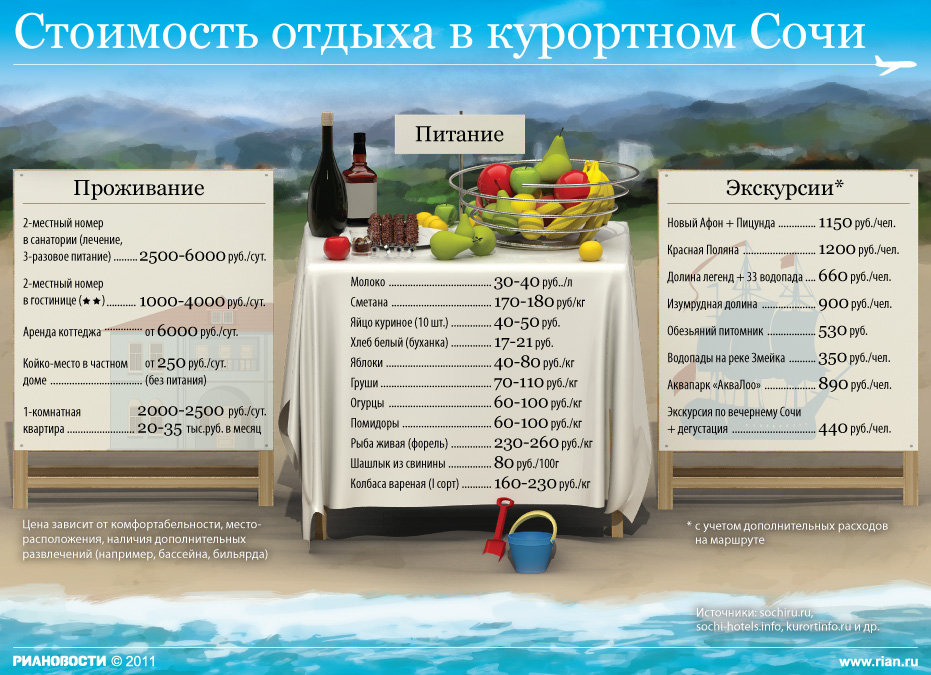 Стоимость отдыха в курортном Сочи
Проживание
2-местный номер
в санатории (лечение,
3-разовое питание) ......... 2500-6000 руб./сут.
2-местный номер
в гостинице (★★) ........... 1000-4000 руб./сут.
Аренда коттеджа ............ от 6000 руб./сут.
Койко-место в частном от 250 руб./сут.
доме ........................... (без питания)
1-комнатная 2000-2500 руб./сут.
квартира ..................... 20-35 тыс.руб. в месяц
Цена зависит от комфортабельности, место-
расположения, наличия дополнительных
развлечений (например, бассейна, бильярда)
Питание
Молоко .............................. 30-40 руб../л
Сметана ............................. 170-180 руб/кг
Яйцо куриное (10 шт.) ............. 40-50 руб.
Хлеб белый (буханка) .............. 17-21 руб.
Яблоки ............................... 40-80 руб./кг
Груши ................................ 70-110 руб./кг
Огурцы ............................... 60-100 руб./кг
Помидоры ........................... 60-100 руб./кг
Рыба живая (форель) .............. 230-260 руб./кг
Шашлык из свинины ............... 80 руб./100г
Колбаса вареная (I сорт) .......... 160-230 руб./кг
Экскурсии*
Новый Афон + Пицунда .............. 1150 руб./чел.
Красная Поляна ..................... 1200 руб./чел.
Долина легенд + 33 водопада .... 660 руб./чел.
Изумрудная долина ................. 900 руб./чел.
Обезьяний питомник ............... 530 руб.
Водопады на реке Змейка ......... 350 руб./чел.
Аквапарк «АкваЛоо» ................ 890 руб./чел.
Экскурсия по вечернему Сочи
+ дегустация ......................... 440 руб./чел.
* с учетом дополнительных расходов
на маршруте
Источники: sochiru.ru,
sochi-hotels.info, kurortinfo.ru и др.
РИАНОВОСТИ © 2011
www.rian.ru